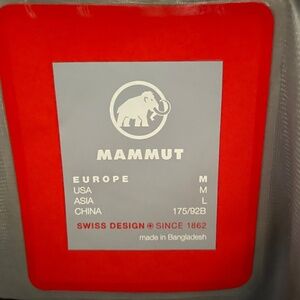 MAMMUT
EUROPE M
USA M
ASIA L
CHINA 175/92B
SWISS DESIGN SINCE 1862
made in Bangladesh